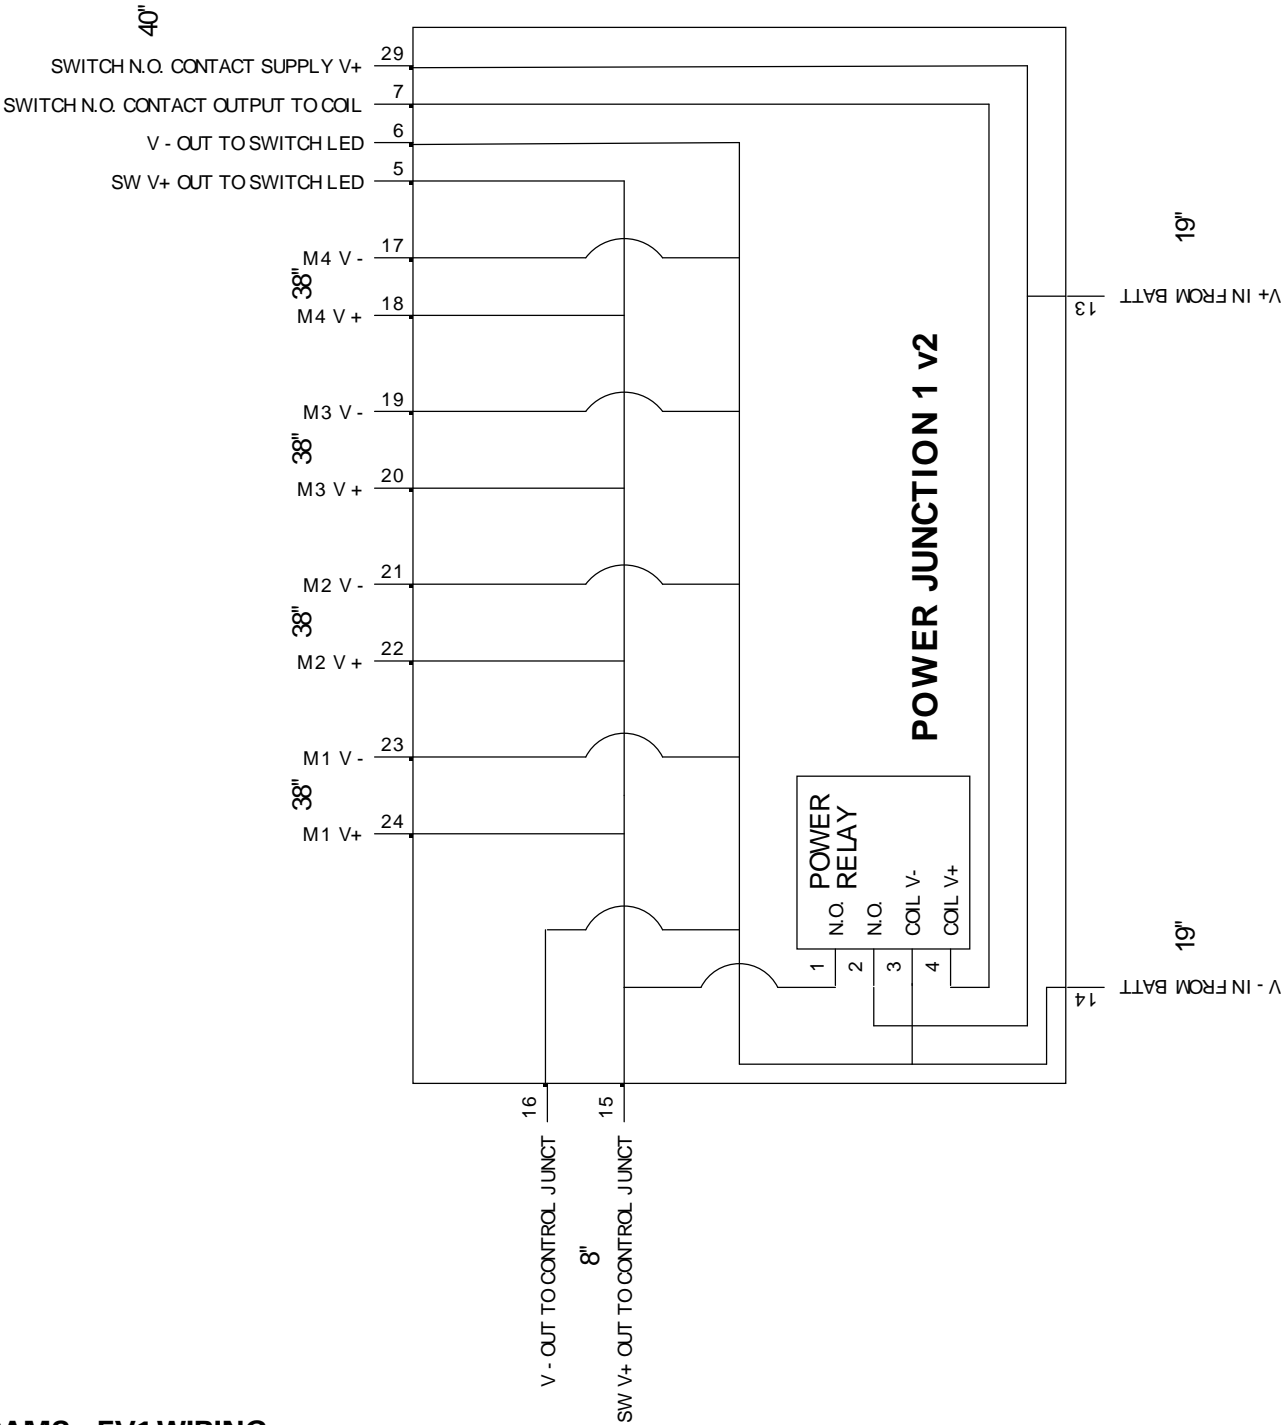 40"
29
SWITCH N.O. CONTACT SUPPLY V+
7
SWITCH N.O. CONTACT OUTPUT TO COIL
6
V - OUT TO SWITCH LED
5
SW V+ OUT TO SWITCH LED
17
M4 V -
38"
18
M4 V +
19
M3 V -
38"
20
M3 V +
21
M2 V -
38"
22
M2 V +
23
M1 V -
38"
24
M1 V+
19"
V+ IN FROM BATT
13
POWER JUNCTION 1 v2
POWER
RELAY
N.O.
N.O.
COIL V-
COIL V+
1
2
3
4
19"
V - IN FROM BATT
14
16
15
V - OUT TO CONTROL JUNCT
8"
SW V+ OUT TO CONTROL JUNCT